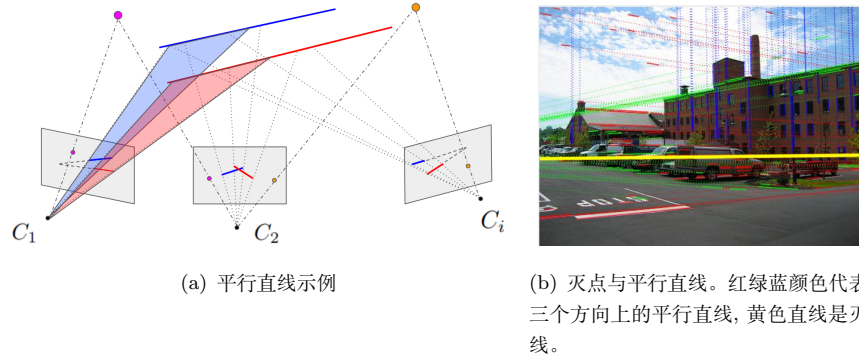 C1
C2
Ci
STOP
(a) 平行直线示例
(b) 灭点与平行直线。红绿蓝颜色代表
三个方向上的平行直线, 黄色直线是灭
线。